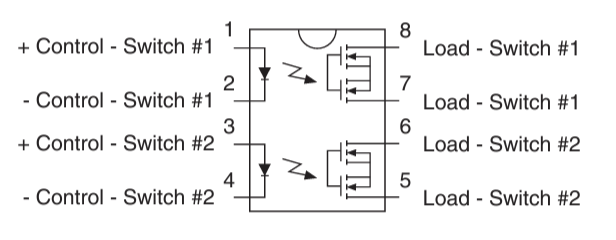 1
8
+ Control - Switch #1
Load - Switch #1
2
7
- Control - Switch #1
Load - Switch #1
3
6
+ Control - Switch #2
Load - Switch #2
4
5
- Control - Switch #2
Load - Switch #2